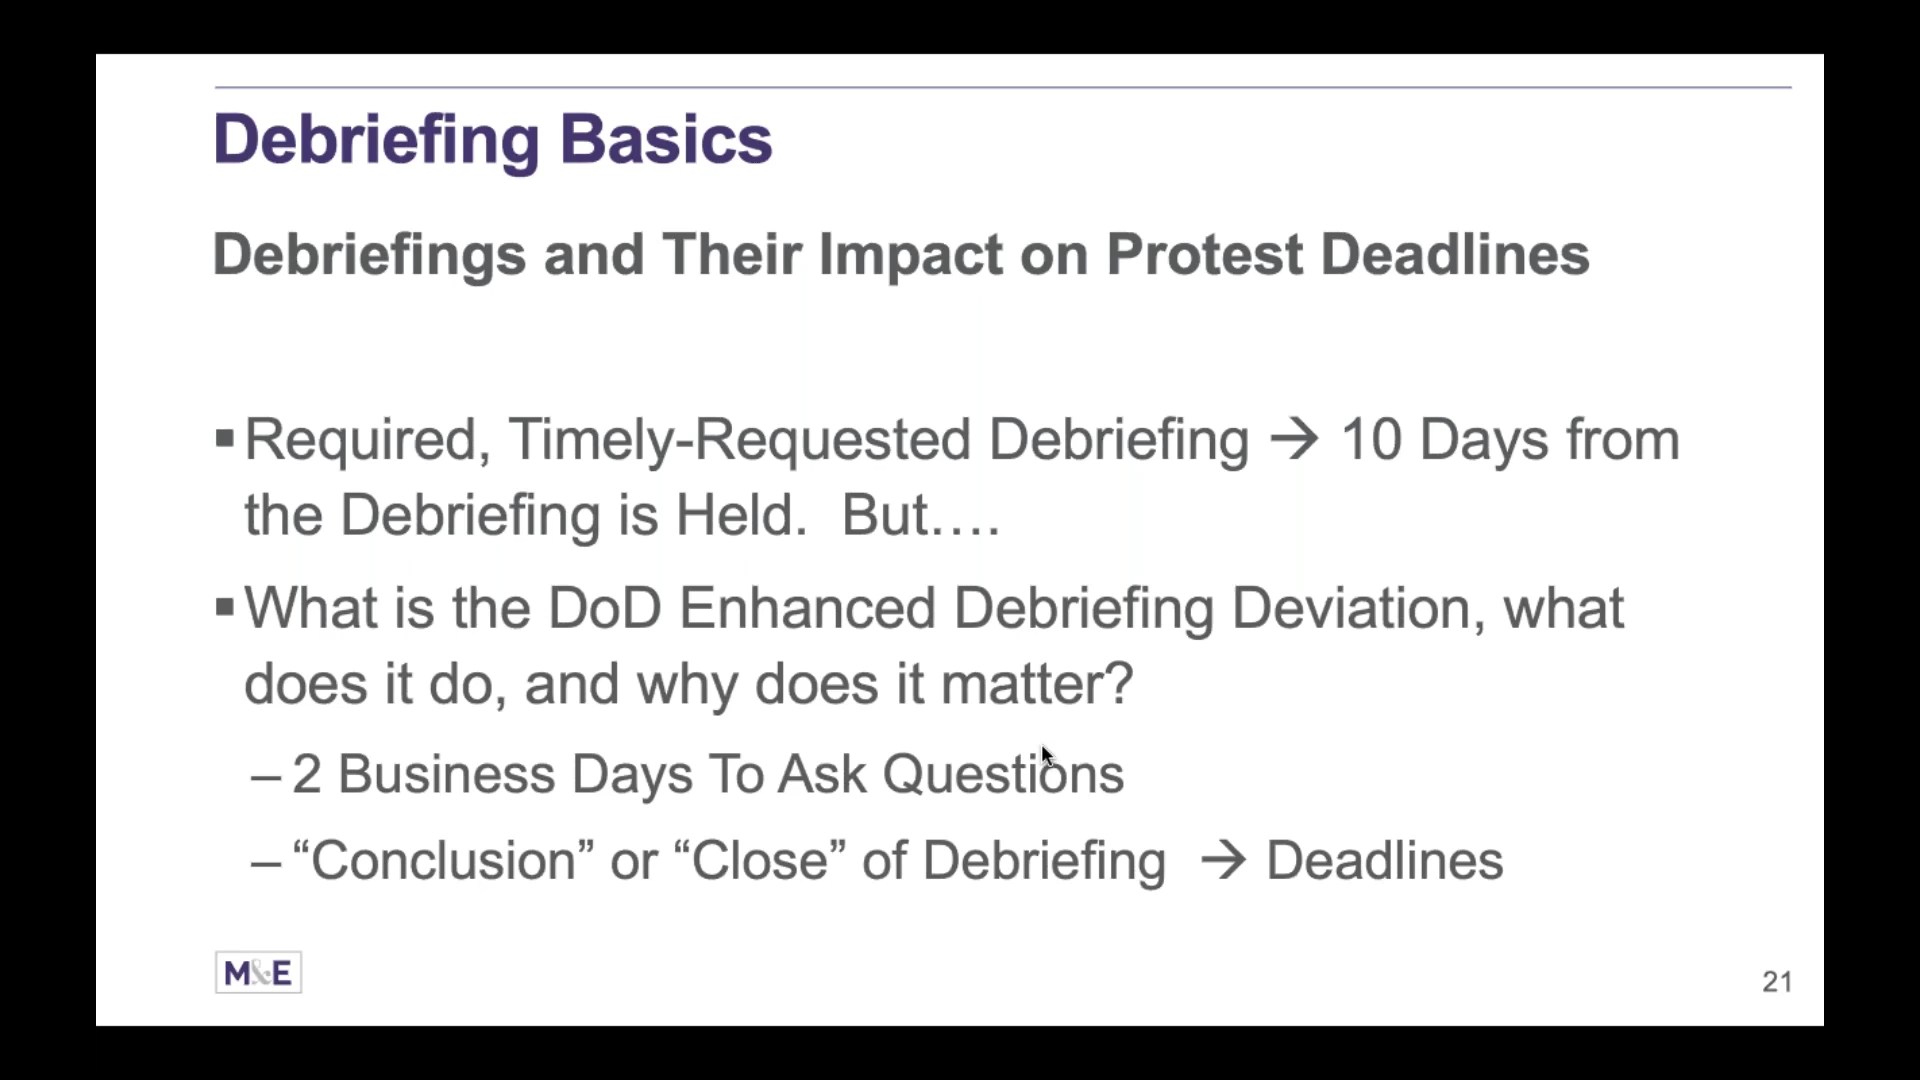 Debriefing Basics
Debriefings and Their Impact on Protest Deadlines
▪Required, Timely-Requested Debriefing → 10 Days from
the Debriefing is Held.  But….
▪What is the DoD Enhanced Debriefing Deviation, what
does it do, and why does it matter?
– 2 Business Days To Ask Questions
– “Conclusion” or “Close” of Debriefing  → Deadlines
M&E
21